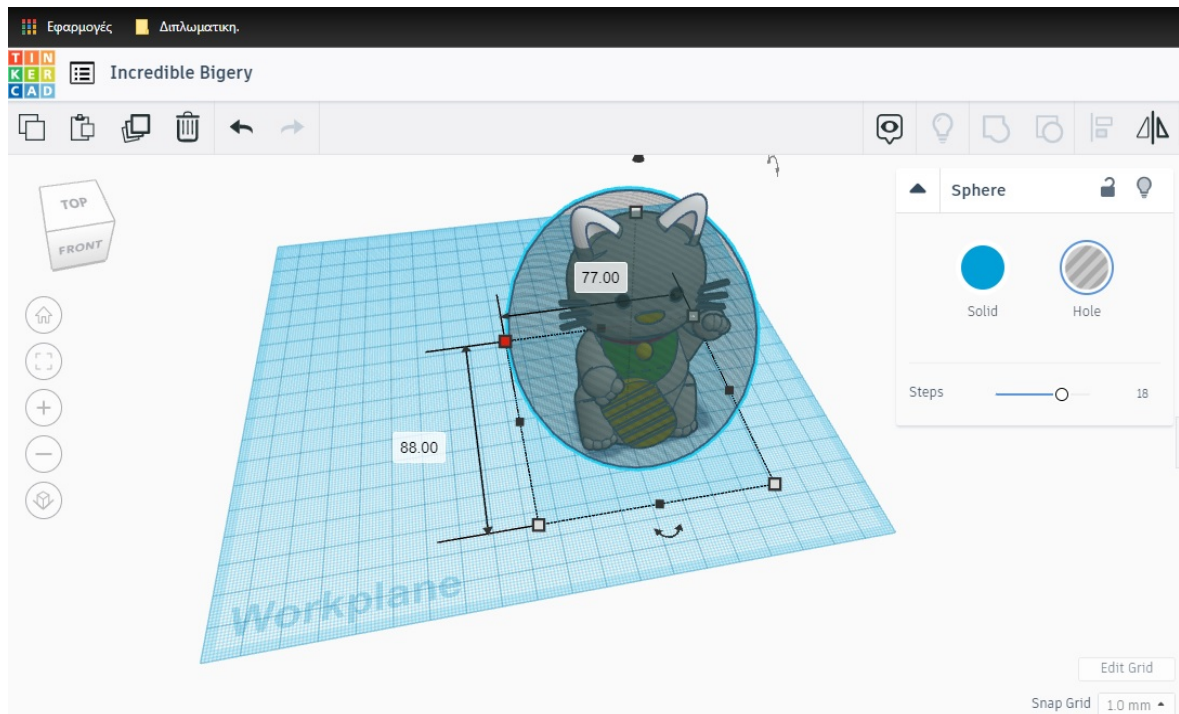 Εφαρμογές Διπλωματικη.
TIN
KER
CAD
Incredible Bigery
TOP
FRONT
Sphere
Solid Hole
Steps 18
77.00
88.00
Workplane
Edit Grid
Snap Grid 1.0 mm